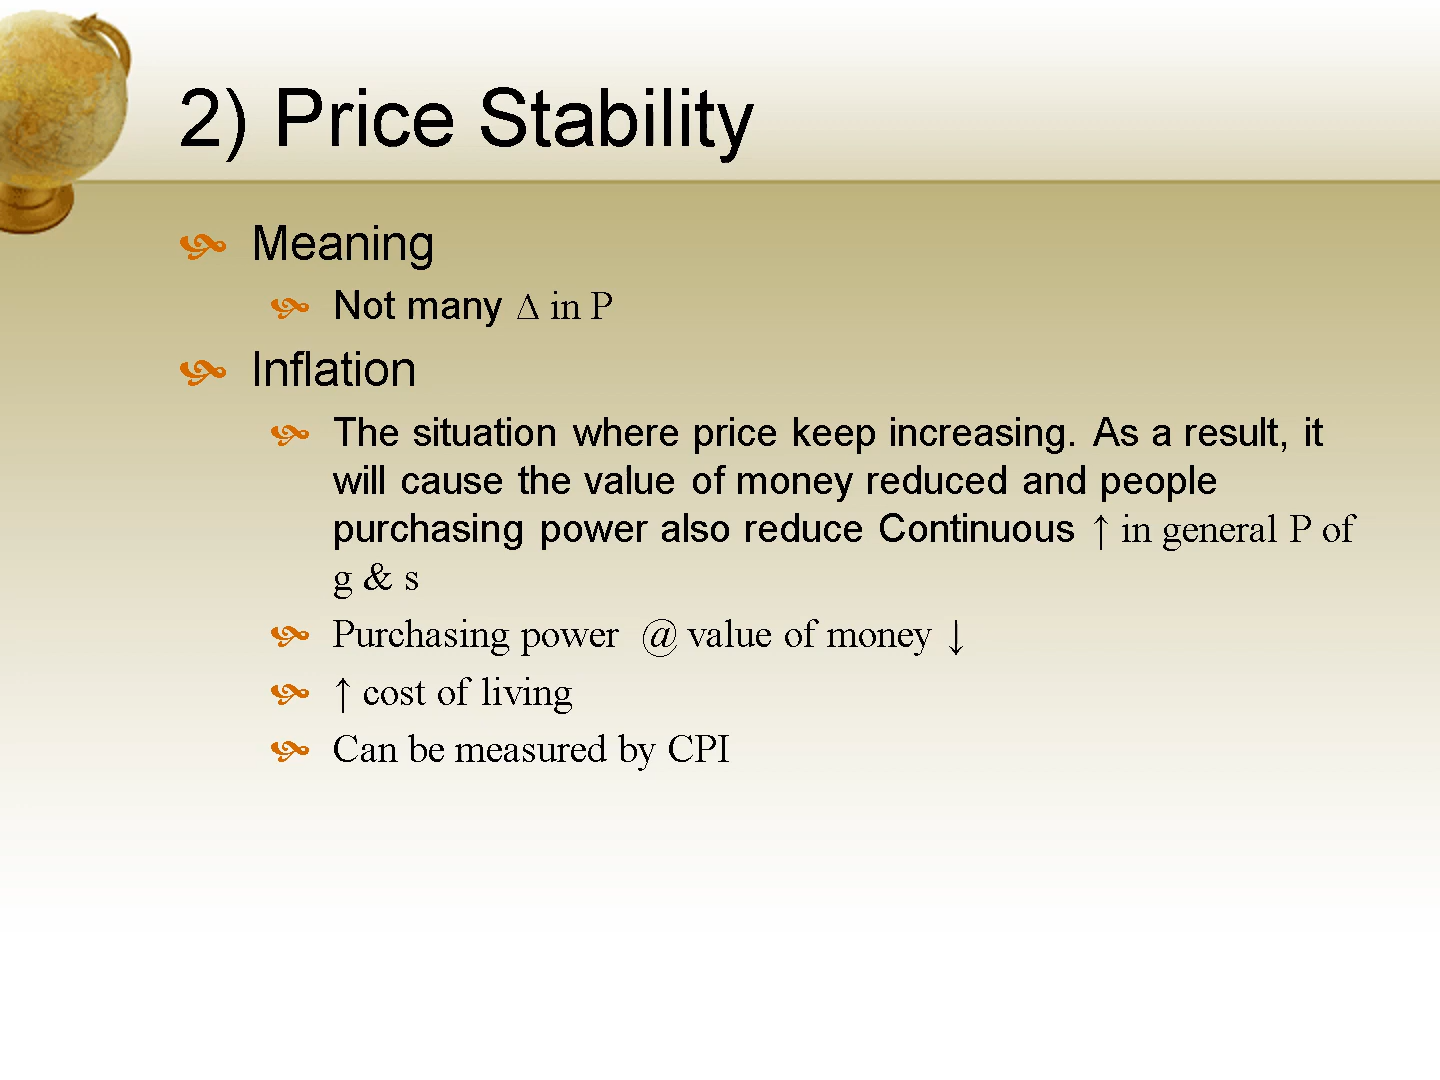 2) Price Stability
Meaning
Not many Δ in P
Inflation
The situation where price keep increasing. As a result, it
will cause the value of money reduced and people
purchasing power also reduce Continuous ↑ in general P of
g & s
Purchasing power @ value of money ↓
↑ cost of living
Can be measured by CPI